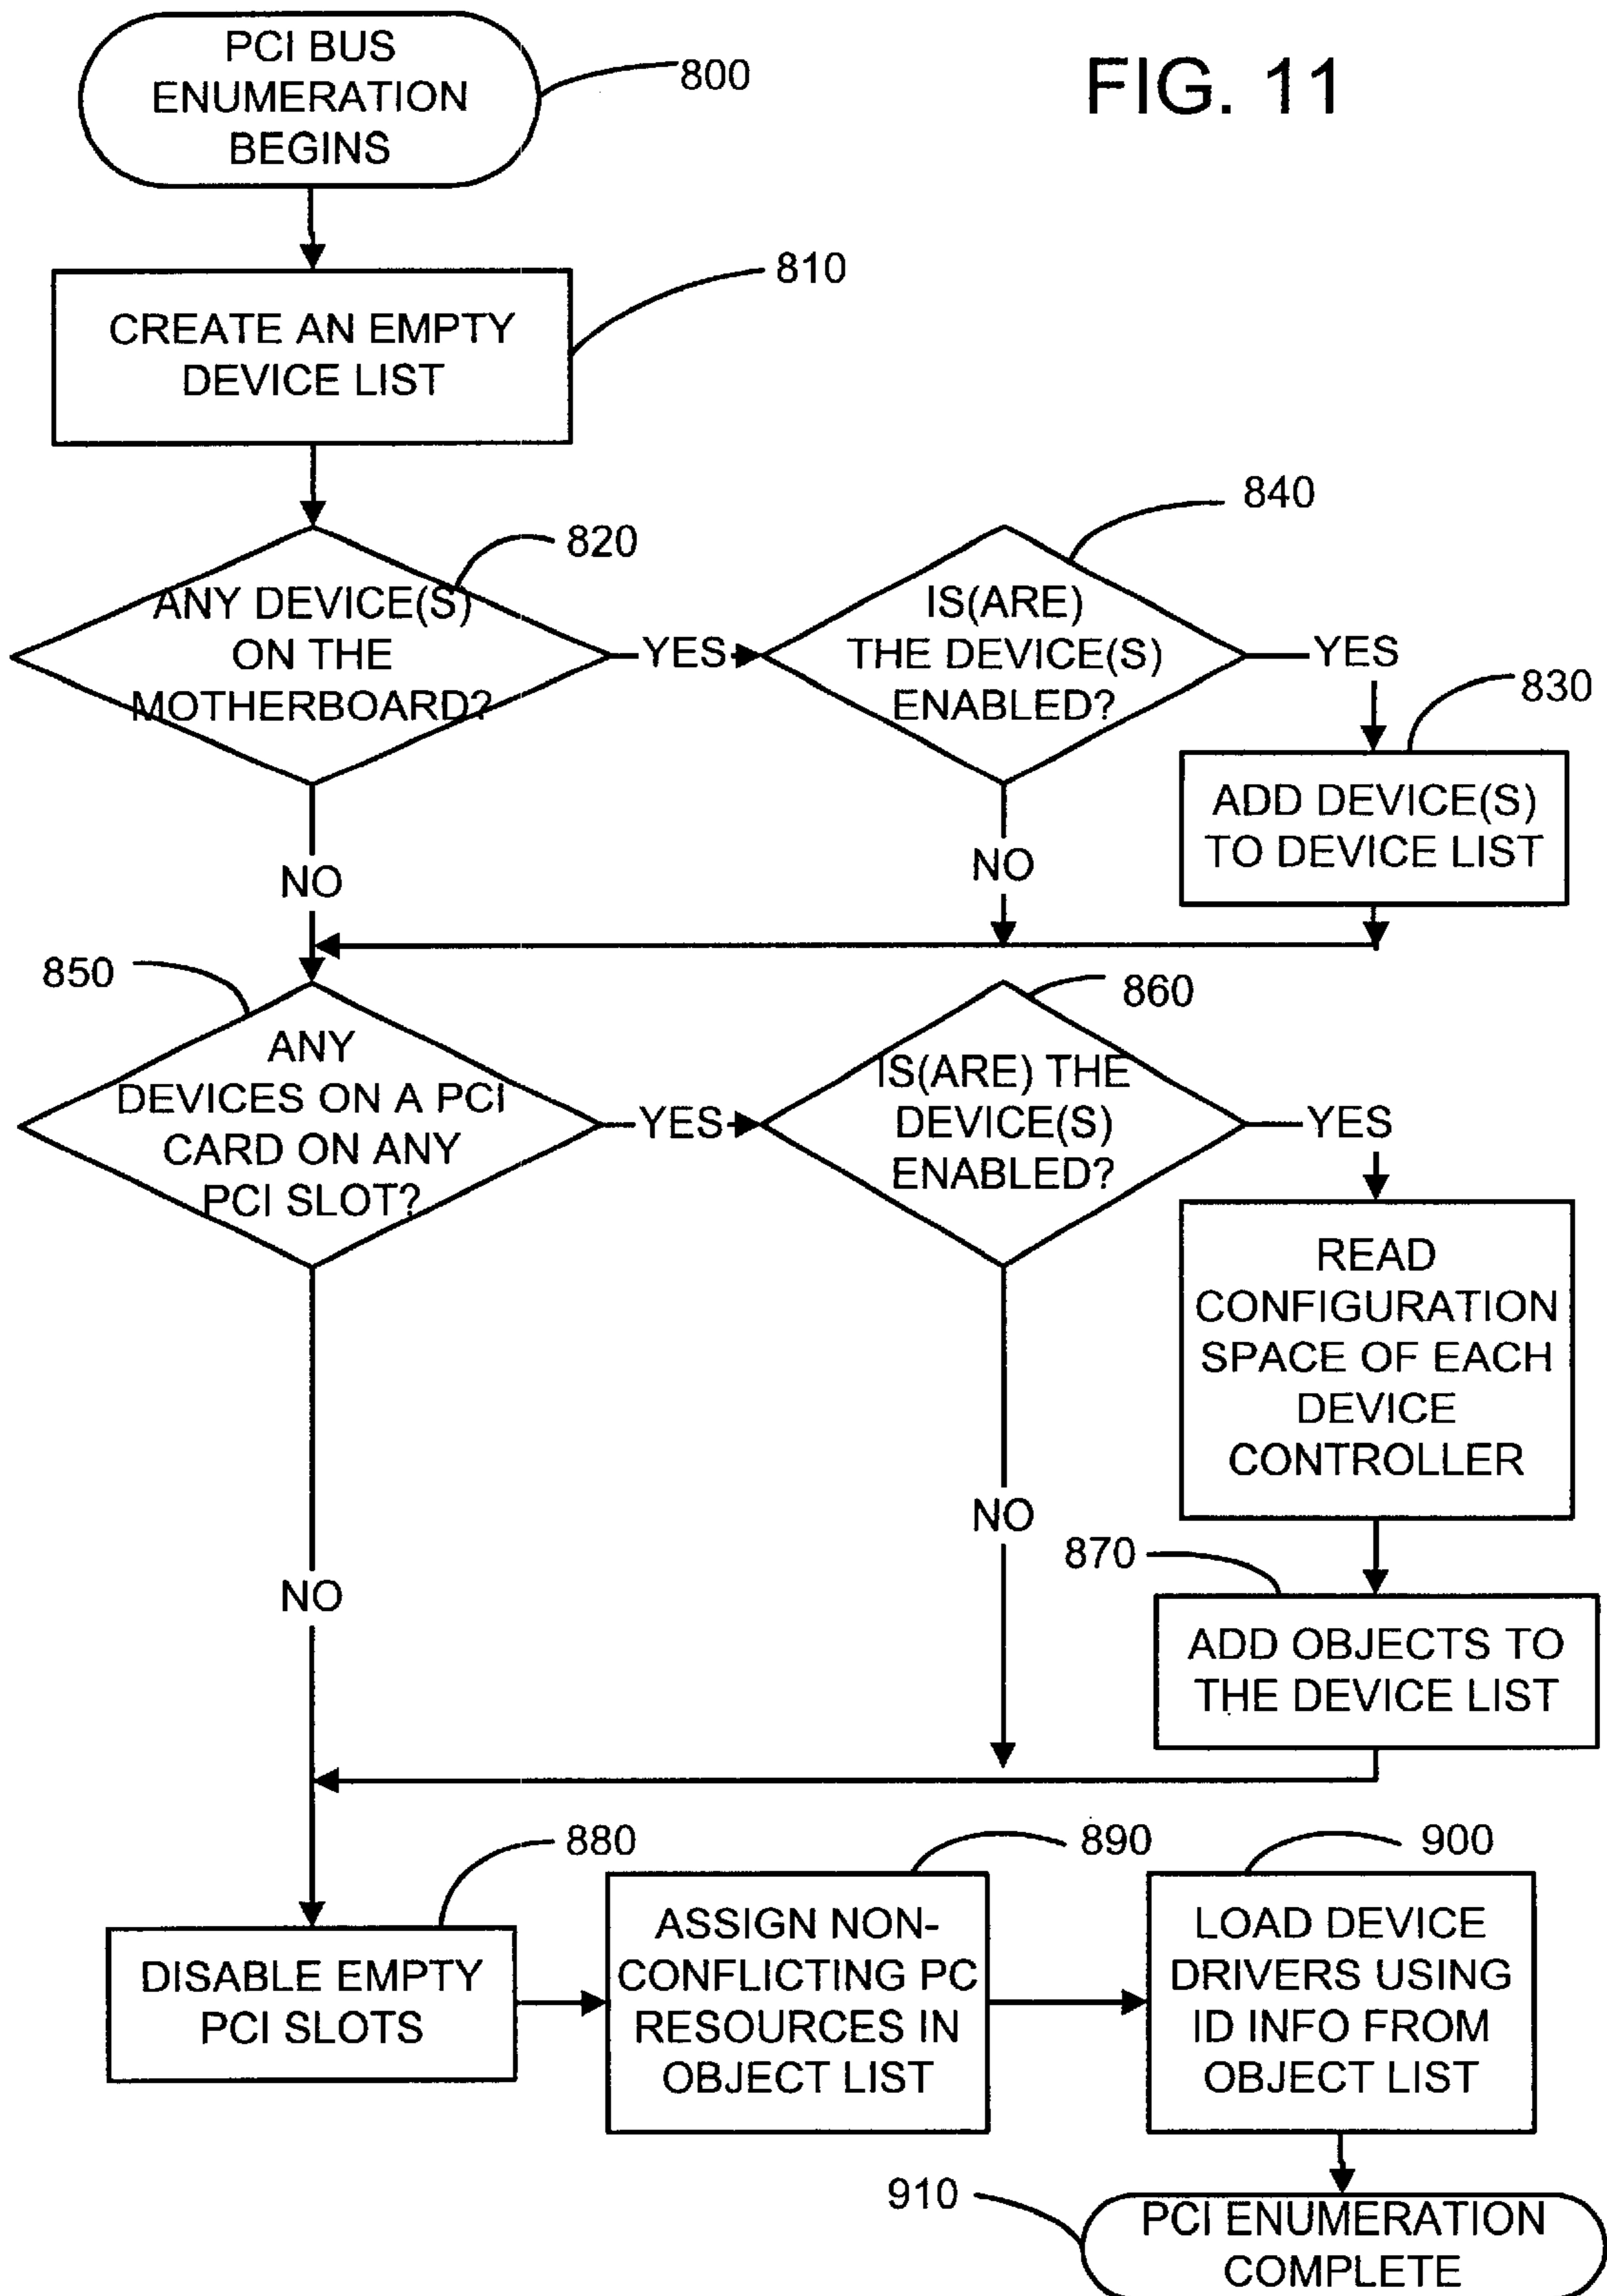 PCI BUS
ENUMERATION
BEGINS
800
FIG. 11
810
CREATE AN EMPTY
DEVICE LIST
820
ANY DEVICE(S)
ON THE
MOTHERBOARD?
YES
NO
840
IS(ARE)
THE DEVICE(S)
ENABLED?
YES
NO
830
ADD DEVICE(S)
TO DEVICE LIST
850
ANY
DEVICES ON A PCI
CARD ON ANY
PCI SLOT?
YES
NO
860
IS(ARE) THE
DEVICE(S)
ENABLED?
YES
NO
READ
CONFIGURATION
SPACE OF EACH
DEVICE
CONTROLLER
870
ADD OBJECTS TO
THE DEVICE LIST
880
DISABLE EMPTY
PCI SLOTS
890
ASSIGN NON-
CONFLICTING PC
RESOURCES IN
OBJECT LIST
900
LOAD DEVICE
DRIVERS USING
ID INFO FROM
OBJECT LIST
910
PCI ENUMERATION
COMPLETE